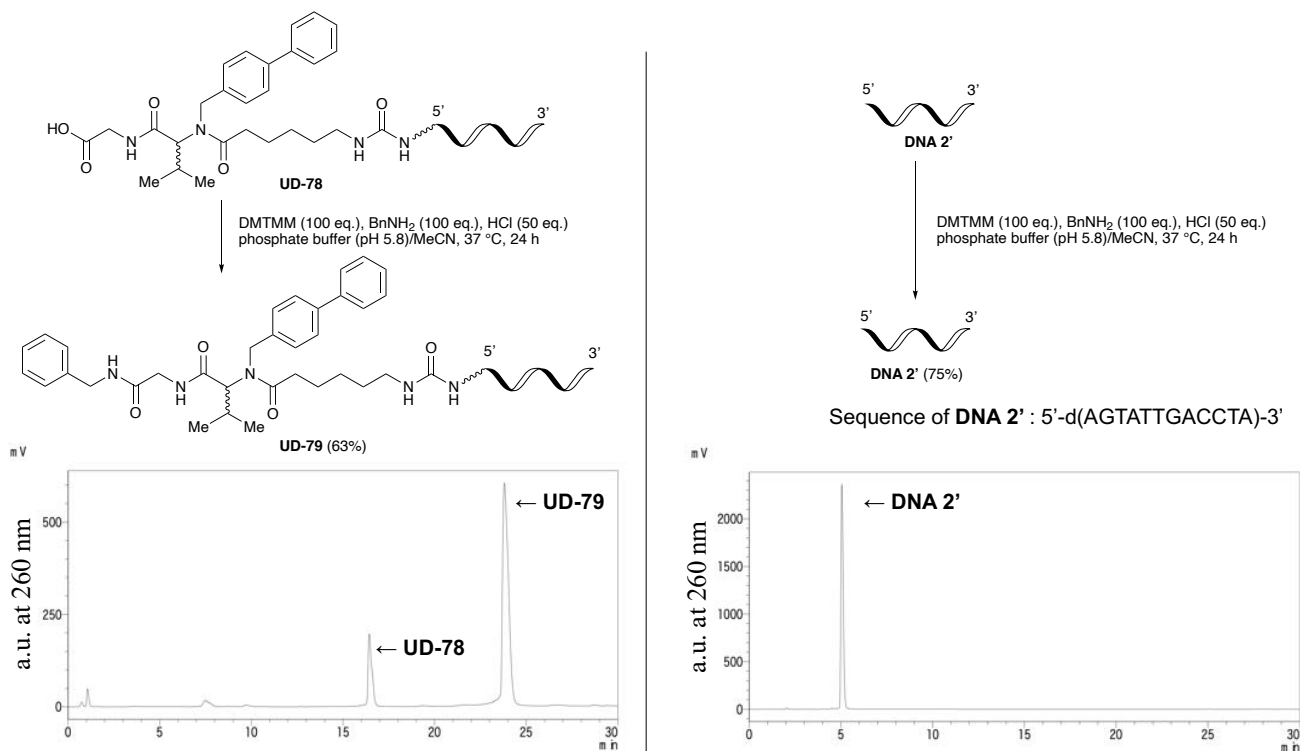 HO
O
N
H
O
N
O
Me
Me
N
H
O
N
H
5’
3’
UD-78
DMTMM (100 eq.), BnNH₂ (100 eq.), HCl (50 eq.)
phosphate buffer (pH 5.8)/MeCN, 37 °C, 24 h
H
N
O
N
H
O
N
O
Me
Me
H
N
O
N
H
5’
3’
UD-79 (63%)
mV
a.u. at 260 nm
500
250
0
← UD-79
← UD-78
0 5 10 15 20 25 30
min
5’ 3’
DNA 2’
DMTMM (100 eq.), BnNH₂ (100 eq.), HCl (50 eq.)
phosphate buffer (pH 5.8)/MeCN, 37 °C, 24 h
5’ 3’
DNA 2’ (75%)
Sequence of DNA 2’ : 5’-d(AGTATTGACCTA)-3’
mV
a.u. at 260 nm
2000
1500
1000
500
0
← DNA 2’
0 5 10 15 20 25 30
min